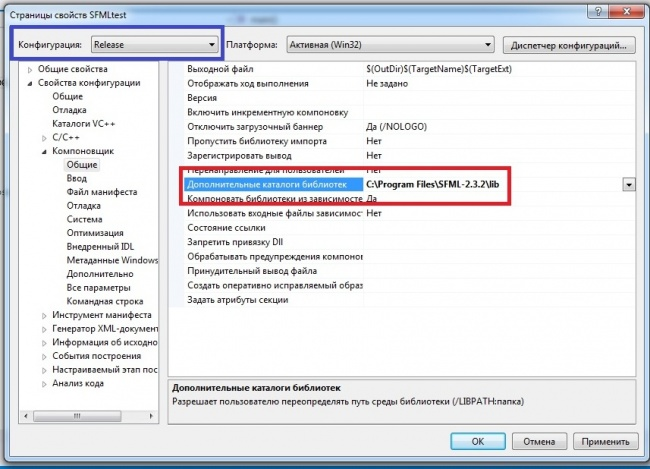 Страницы свойств SFMLtest
Конфигурация: Release Платформа: Активная (Win32) Диспетчер конфигураций...
Общие свойства
Свойства конфигурации
Общие
Отладка
Каталоги VC++
C/C++
Компоновщик
Общие
Ввод
Файл манифеста
Отладка
Система
Оптимизация
Внедренный IDL
Метаданные Windows
Дополнительно
Все параметры
Командная строка
Инструмент манифеста
Генератор XML-документ
Информация об исходно
События построения
Настраиваемый этап пос
Анализ кода
Выходной файл $(OutDir)$(TargetName)$(TargetExt)
Отображать ход выполнения Не задано
Версия
Включить инкрементную компоновку
Отключить загрузочный баннер Да (/NOLOGO)
Пропустить библиотеку импорта Нет
Зарегистрировать вывод Нет
Перенаправление для пользователей Нет
Дополнительные каталоги библиотек C:\Program Files\SFML-2.3.2\lib
Компоновать библиотеки из зависимосте Да
Использовать входные файлы зависимост Нет
Состояние ссылки
Запретить привязку Dll
Обрабатывать предупреждения компонов
Принудительный вывод файла
Создать оперативно исправляемый образ
Задать атрибуты секции
Дополнительные каталоги библиотек
Разрешает пользователю переопределять путь среды библиотеки (/LIBPATH:папка)
ОК Отмена Применить